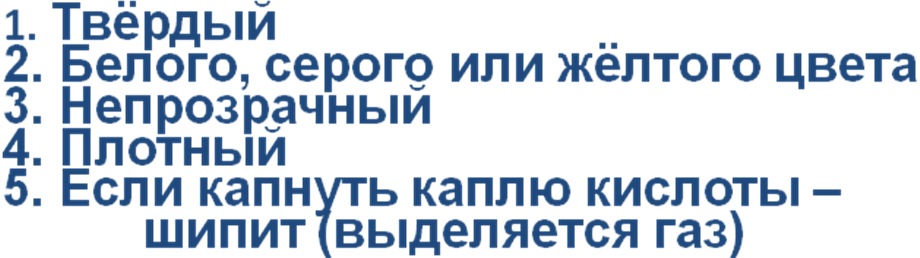 1. Твёрдый
2. Белого, серого или жёлтого цвета
3. Непрозрачный
4. Плотный
5. Если капнуть каплю кислоты –
шипит (выделяется газ)